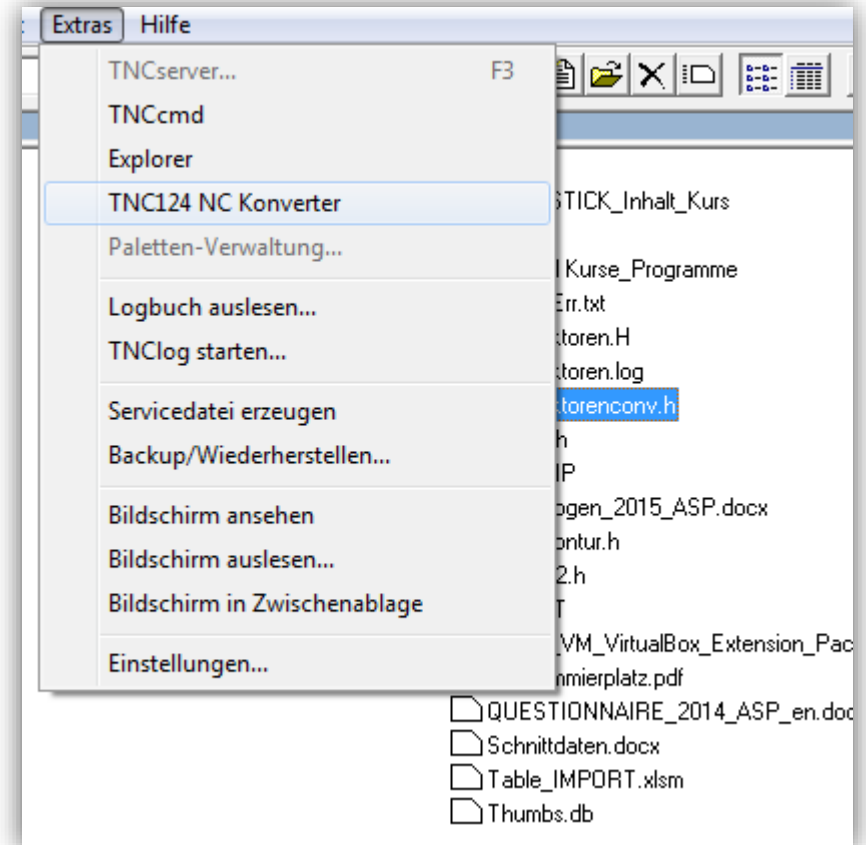 Extras Hilfe
TNCserver... F3
TNCcmd
Explorer
TNC124 NC Konverter
Paletten-Verwaltung...
Logbuch auslesen...
TNClog starten...
Servicedatei erzeugen
Backup/Wiederherstellen...
Bildschirm ansehen
Bildschirm auslesen...
Bildschirm in Zwischenablage
Einstellungen...
TICK_Inhalt_Kurs
Kurse_Programme
Err.txt
ktoren.H
ktoren.log
ktorenconv.h
h
IP
ogen_2015_ASP.docx
ontur.h
2.h
T
_VM_VirtualBox_Extension_Pac
mmierplatz.pdf
QUESTIONNAIRE_2014_ASP_en.doc
Schnittdaten.docx
Table_IMPORT.xlsm
Thumbs.db